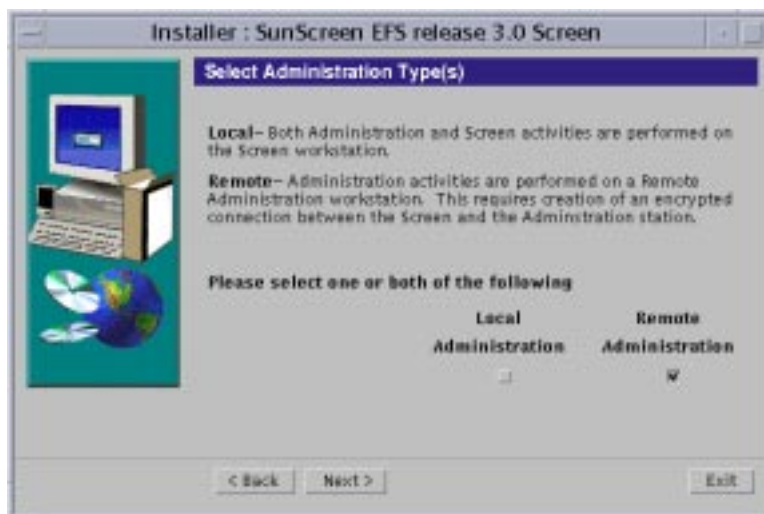 Installer : SunScreen EFS release 3.0 Screen
Select Administration Type(s)
Local– Both Administration and Screen activities are performed on
the Screen workstation.
Remote– Administration activities are performed on a Remote
Administration workstation. This requires creation of an encrypted
connection between the Screen and the Adminstration station.
Please select one or both of the following
Local Remote
Administration Administration
< Back Next > Exit